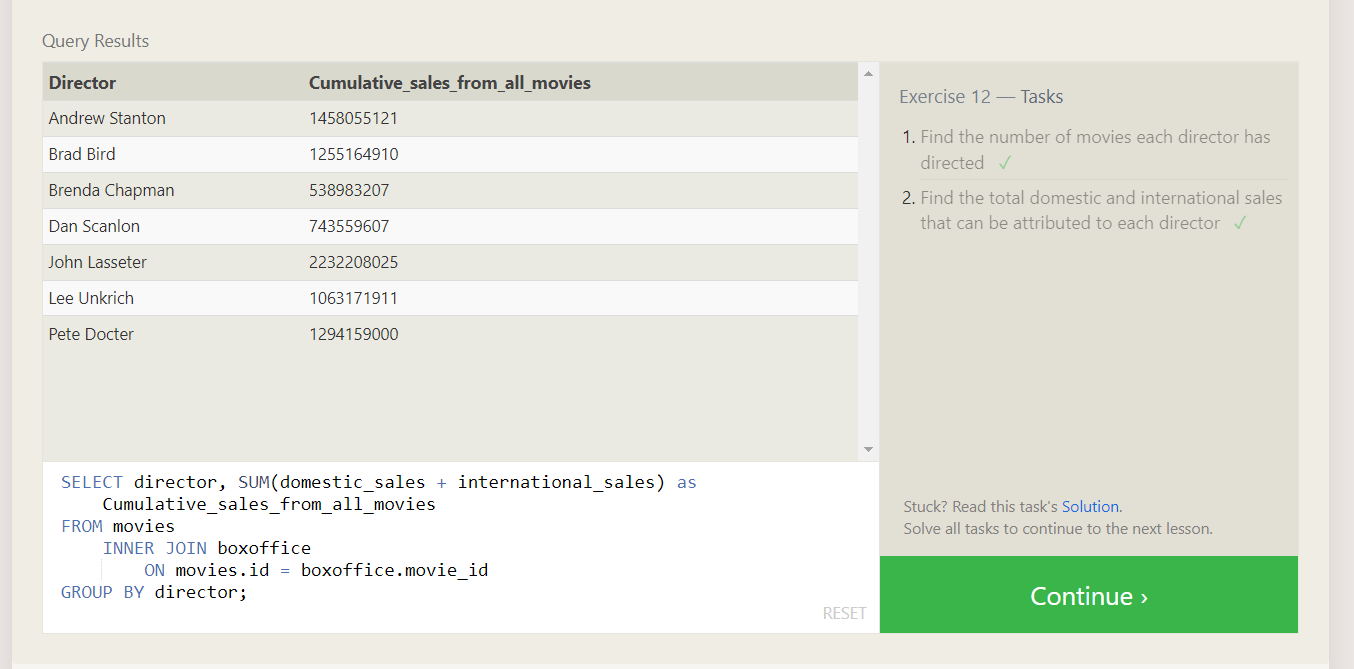 Query Results
Director Cumulative_sales_from_all_movies
Andrew Stanton 1458055121
Brad Bird 1255164910
Brenda Chapman 538983207
Dan Scanlon 743559607
John Lasseter 2232208025
Lee Unkrich 1063171911
Pete Docter 1294159000
SELECT director, SUM(domestic_sales + international_sales) as
Cumulative_sales_from_all_movies
FROM movies
INNER JOIN boxoffice
ON movies.id = boxoffice.movie_id
GROUP BY director;
RESET
Exercise 12 — Tasks
1. Find the number of movies each director has
directed ✓
2. Find the total domestic and international sales
that can be attributed to each director ✓
Stuck? Read this task's Solution.
Solve all tasks to continue to the next lesson.
Continue ›